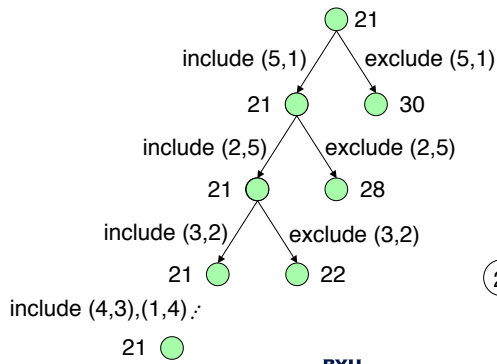 21
include (5,1) exclude (5,1)
21 30
include (2,5) exclude (2,5)
21 28
include (3,2) exclude (3,2)
21 22
include (4,3),(1,4)
21